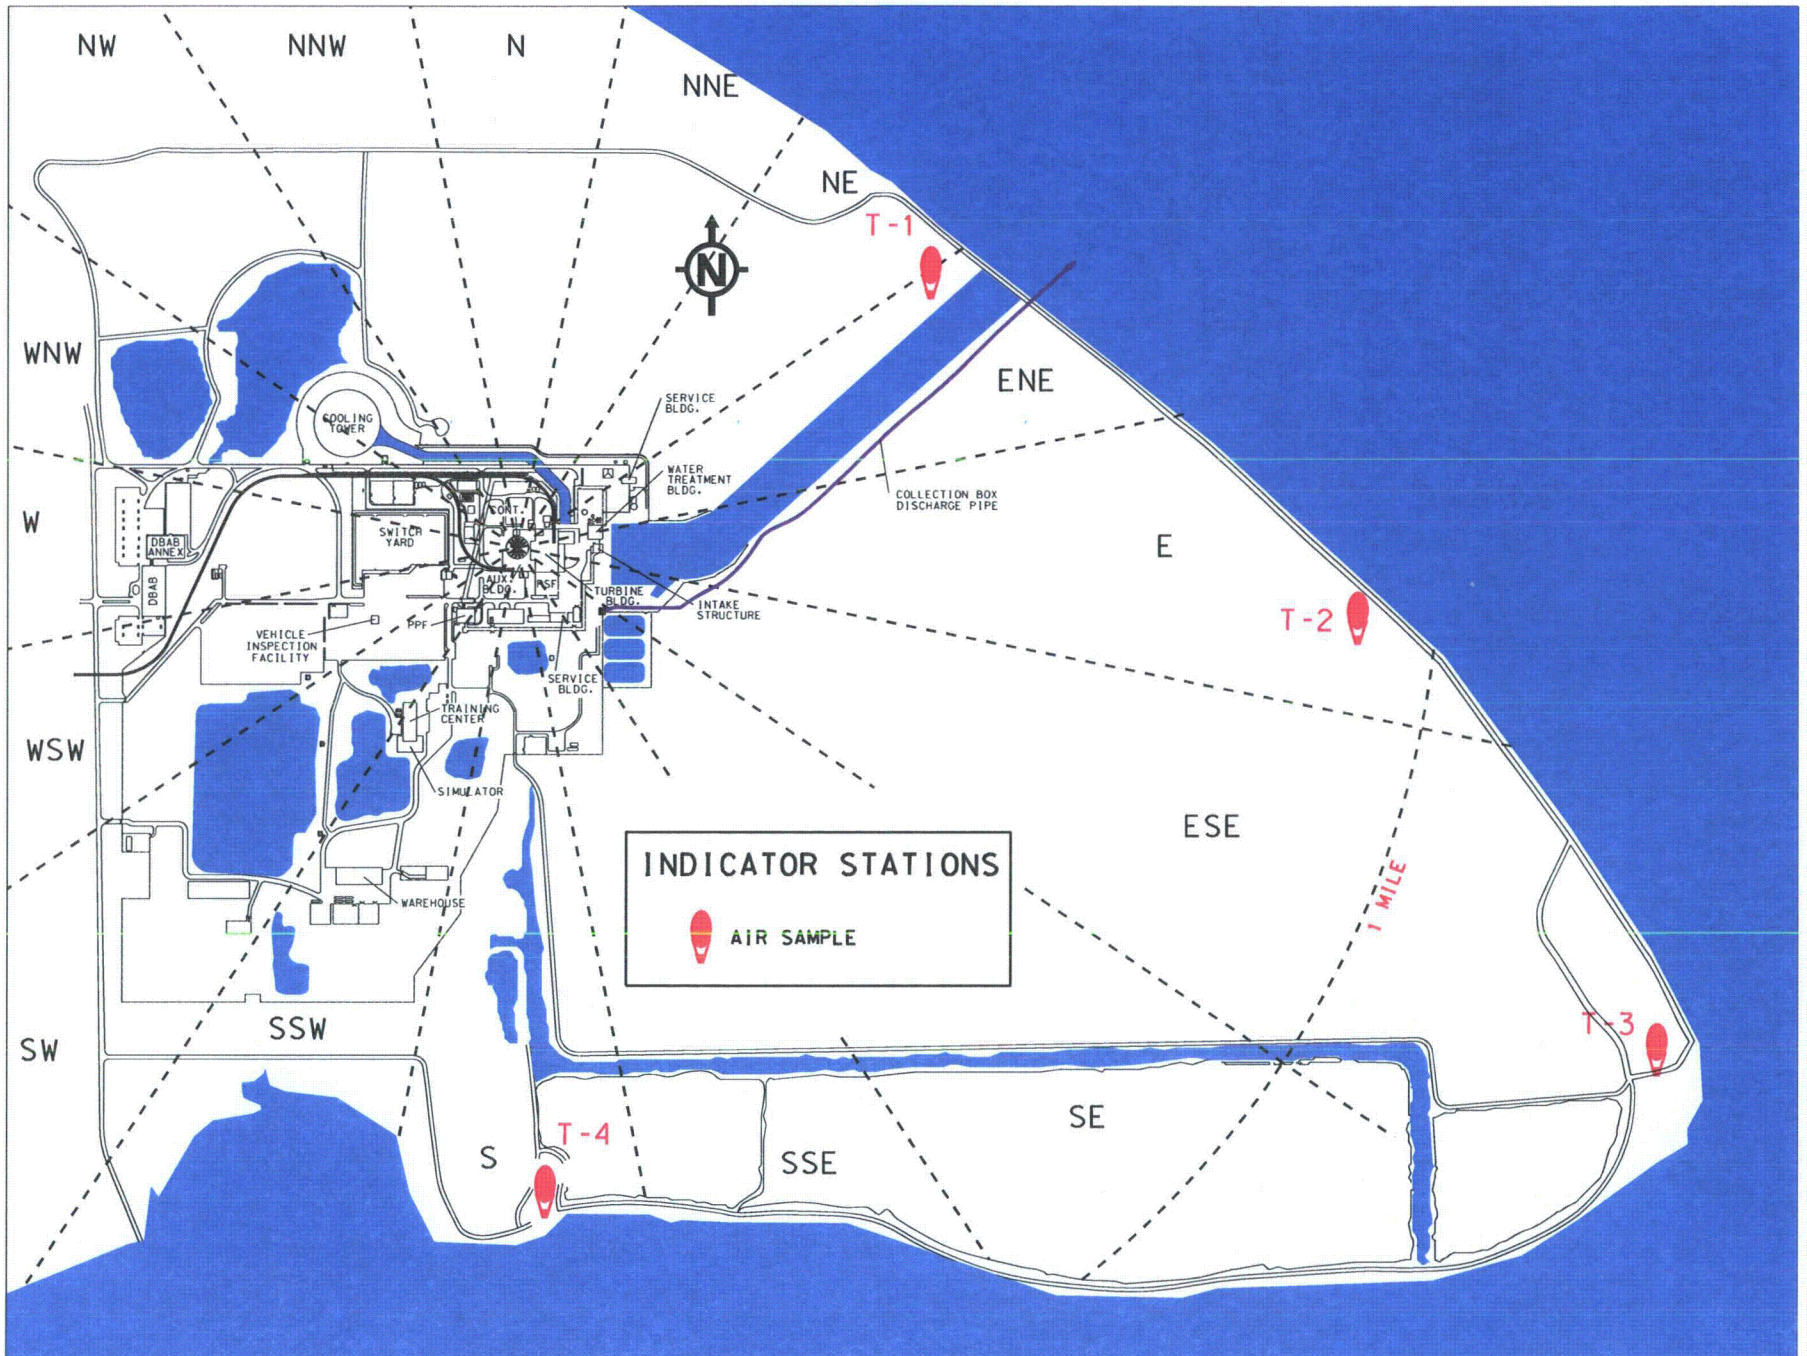 NW
NNW
N
NNE
NE
T-1
N
WNW
ENE
SERVICE
BLDG.
COOLING
TOWER
WATER
TREATMENT
BLDG.
COLLECTION BOX
DISCHARGE PIPE
W
CONT.
SWITCH
YARD
E
DBAB
ANNEX
DBAB
AUX.
BLDG.
TURBINE
BLDG.
INTAKE
STRUCTURE
T-2
PPF
VEHICLE
INSPECTION
FACILITY
SERVICE
BLDG.
TRAINING
CENTER
WSW
SIMULATOR
ESE
INDICATOR STATIONS
AIR SAMPLE
1 MILE
WAREHOUSE
SSW
SW
T-3
SE
T-4
S
SSE